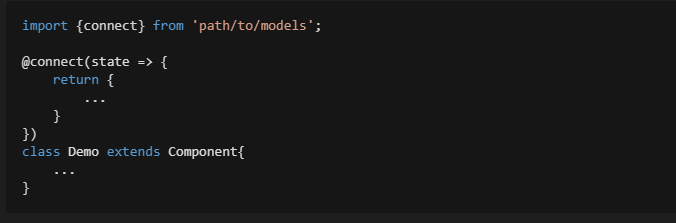 import {connect} from 'path/to/models';
@connect(state => {
    return {
        ...
    }
})
class Demo extends Component{
    ...
}